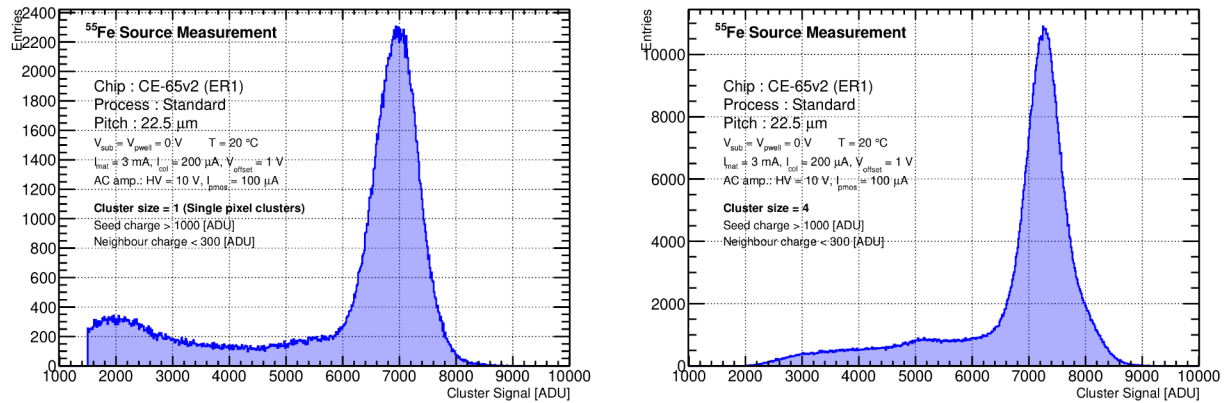 Entries
2400
2200
2000
1800
1600
1400
1200
1000
800
600
400
200
0
⁵⁵Fe Source Measurement
Chip : CE-65v2 (ER1)
Process : Standard
Pitch : 22.5 μm
V_sub = V_pwell = 0 V T = 20 °C
I_mat = 3 mA, I_col = 200 μA, V_offset = 1 V
AC amp.: HV = 10 V, I_pmos = 100 μA
Cluster size = 1 (Single pixel clusters)
Seed charge > 1000 [ADU]
Neighbour charge < 300 [ADU]
1000 2000 3000 4000 5000 6000 7000 8000 9000 10000
Cluster Signal [ADU]
Entries
10000
8000
6000
4000
2000
0
⁵⁵Fe Source Measurement
Chip : CE-65v2 (ER1)
Process : Standard
Pitch : 22.5 μm
V_sub = V_pwell = 0 V T = 20 °C
I_mat = 3 mA, I_col = 200 μA, V_offset = 1 V
AC amp.: HV = 10 V, I_pmos = 100 μA
Cluster size = 4
Seed charge > 1000 [ADU]
Neighbour charge < 300 [ADU]
1000 2000 3000 4000 5000 6000 7000 8000 9000 10000
Cluster Signal [ADU]